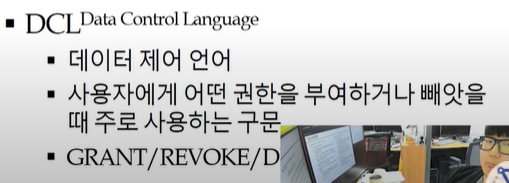 DCL Data Control Language
데이터 제어 언어
사용자에게 어떤 권한을 부여하거나 빼앗을
때 주로 사용하는 구문
GRANT/REVOKE/D